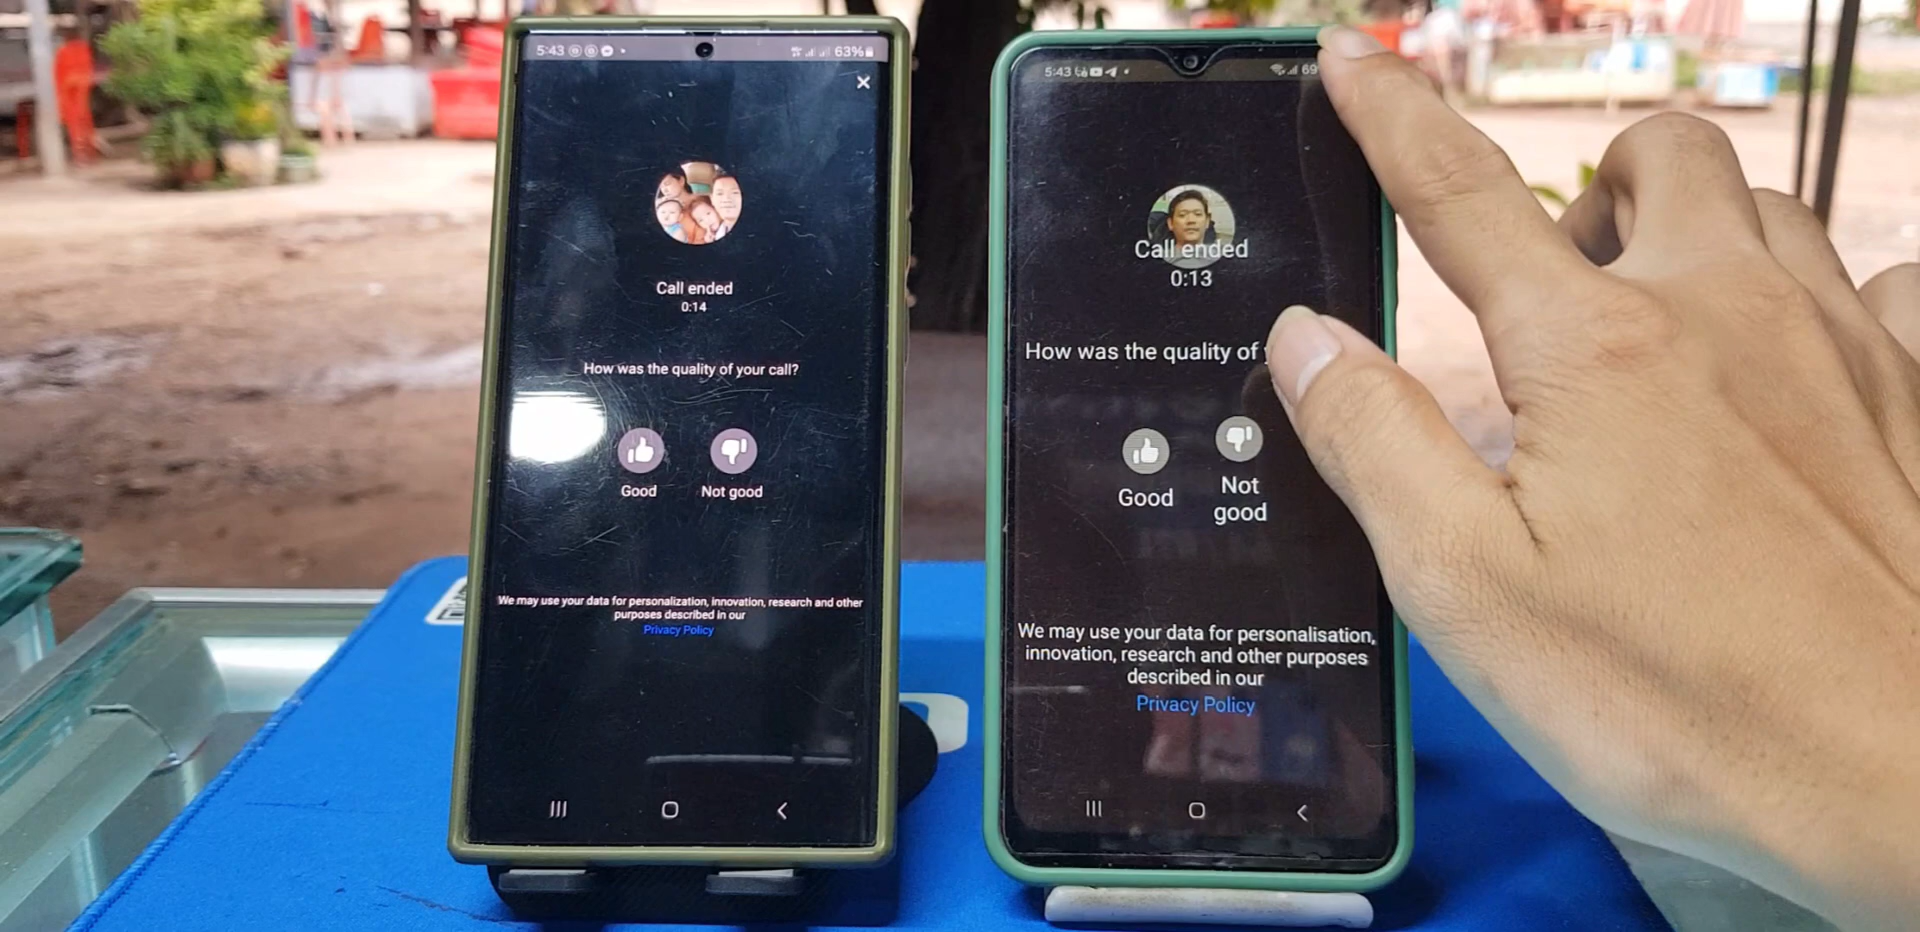 5:43
63%
Call ended
0:14
How was the quality of your call?
Good
Not good
We may use your data for personalization, innovation, research and other
purposes described in our
Privacy Policy
5:43
69
Call ended
0:13
How was the quality of
Good
Not
good
We may use your data for personalisation,
innovation, research and other purposes
described in our
Privacy Policy